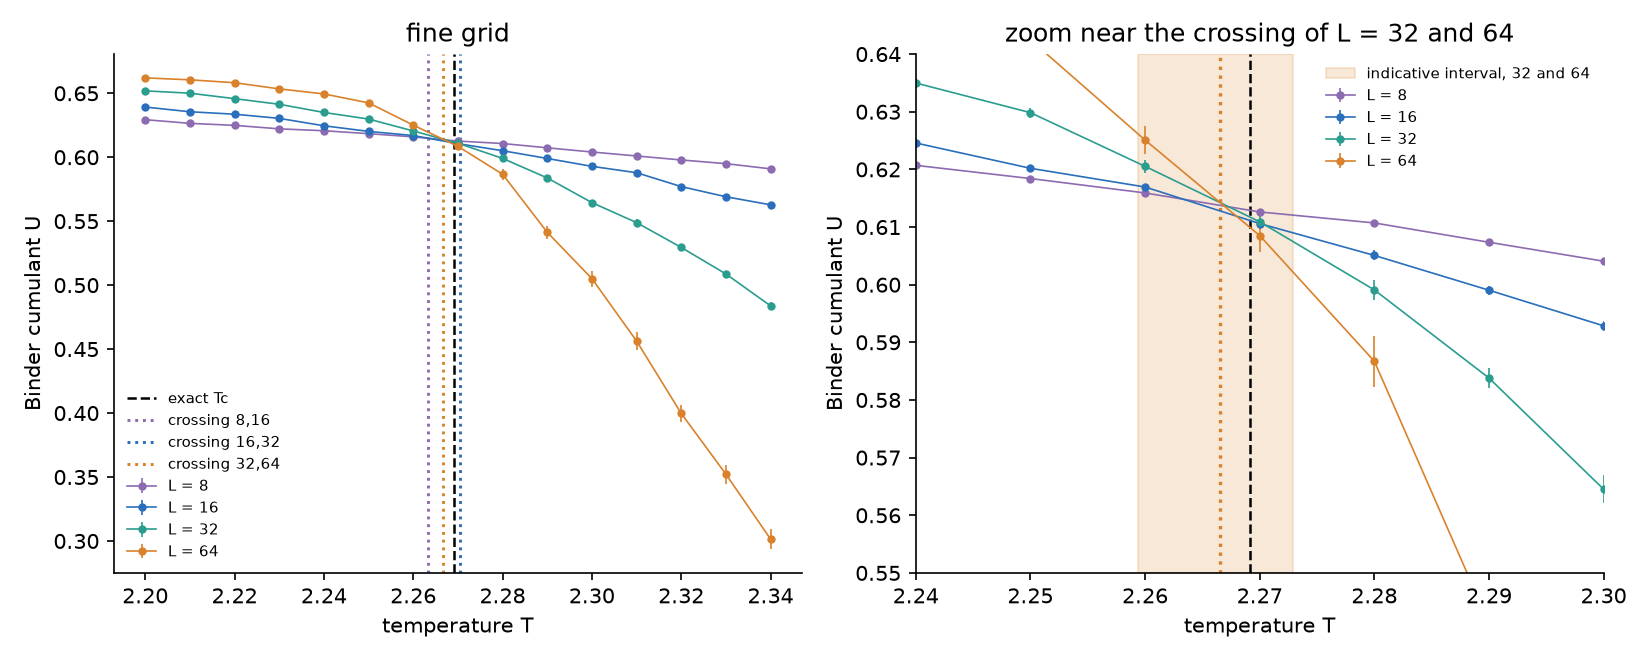 fine grid
Binder cumulant U
0.65
0.60
0.55
0.50
0.45
0.40
0.35
0.30
exact Tc
crossing 8,16
crossing 16,32
crossing 32,64
L = 8
L = 16
L = 32
L = 64
2.20 2.22 2.24 2.26 2.28 2.30 2.32 2.34
temperature T
zoom near the crossing of L = 32 and 64
Binder cumulant U
0.64
0.63
0.62
0.61
0.60
0.59
0.58
0.57
0.56
0.55
indicative interval, 32 and 64
L = 8
L = 16
L = 32
L = 64
2.24 2.25 2.26 2.27 2.28 2.29 2.30
temperature T